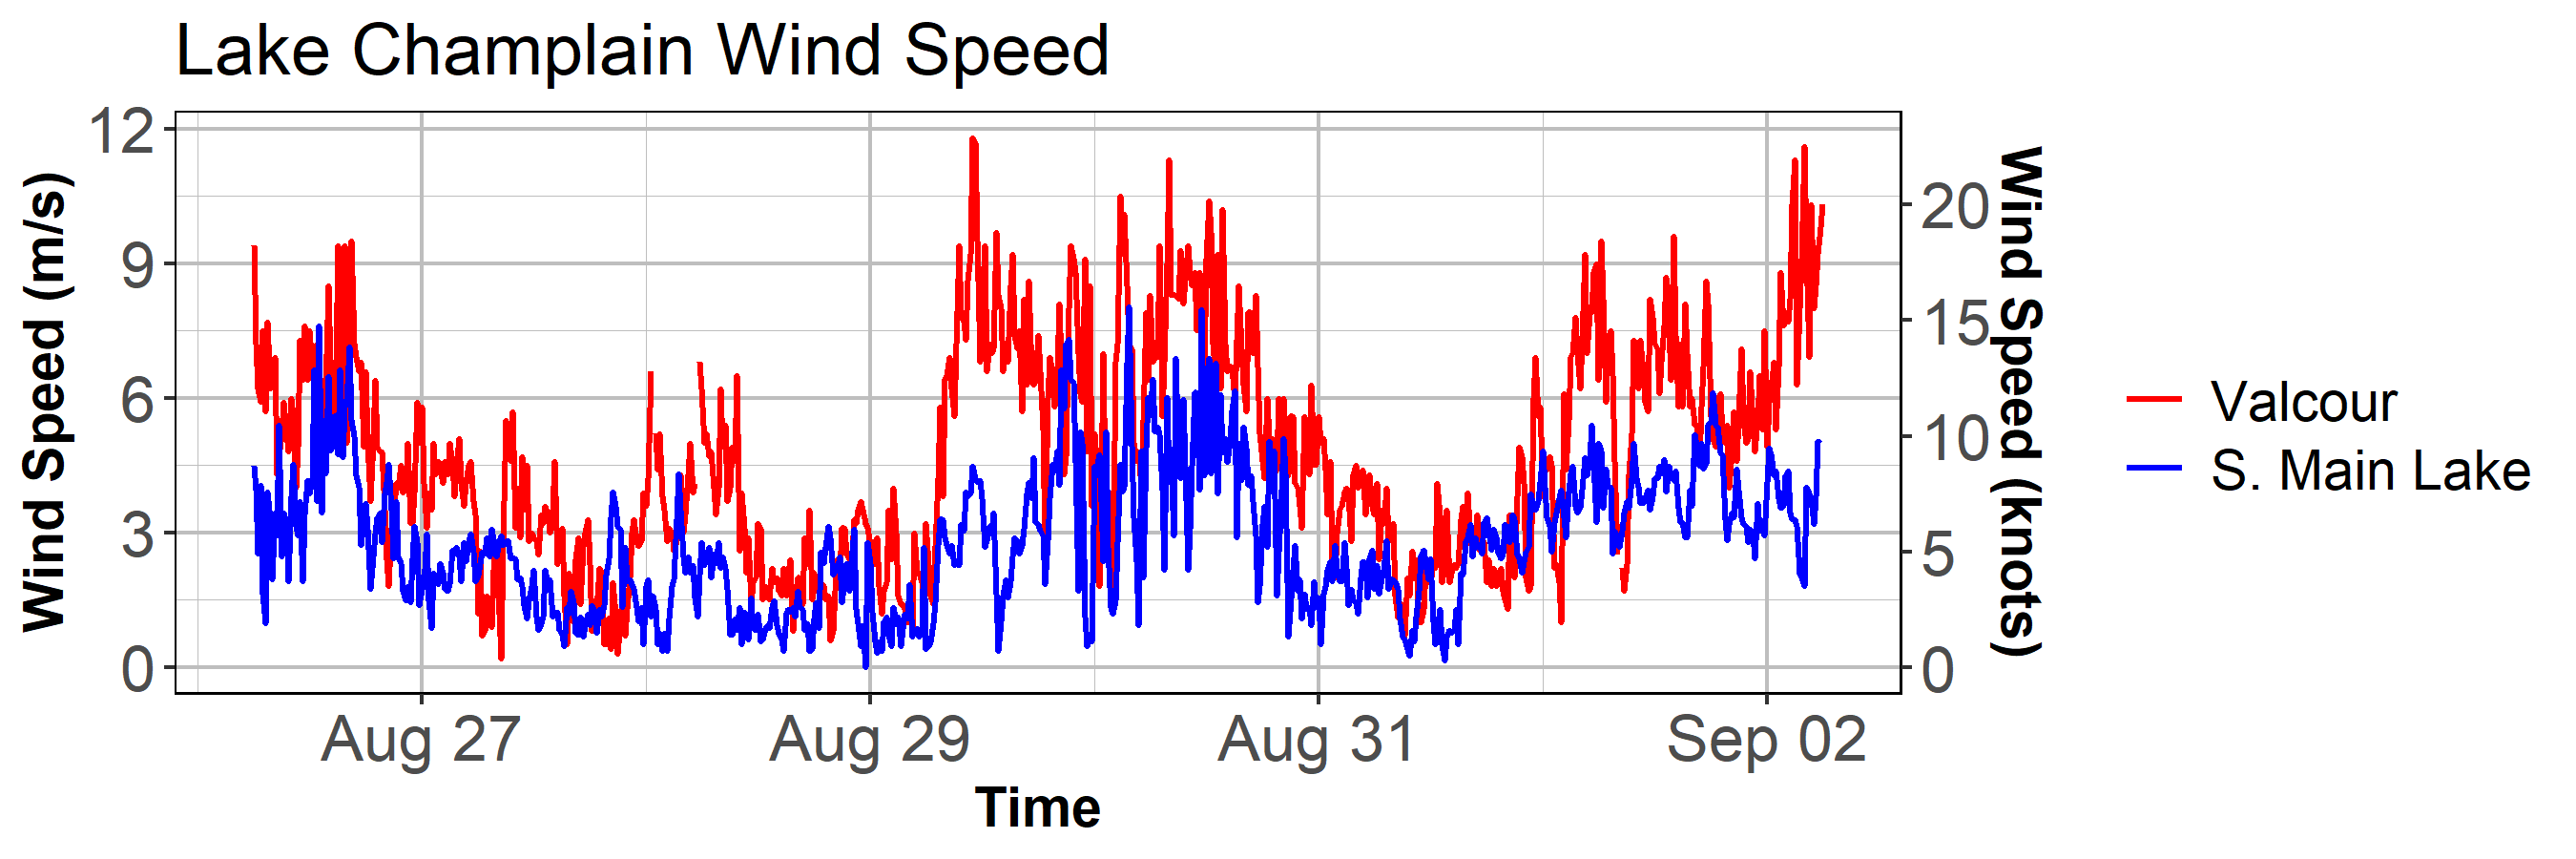 Lake Champlain Wind Speed
Wind Speed (m/s)
12
9
6
3
0
20
15
10
5
0
Wind Speed (knots)
Aug 27
Aug 29
Aug 31
Sep 02
Time
Valcour
S. Main Lake